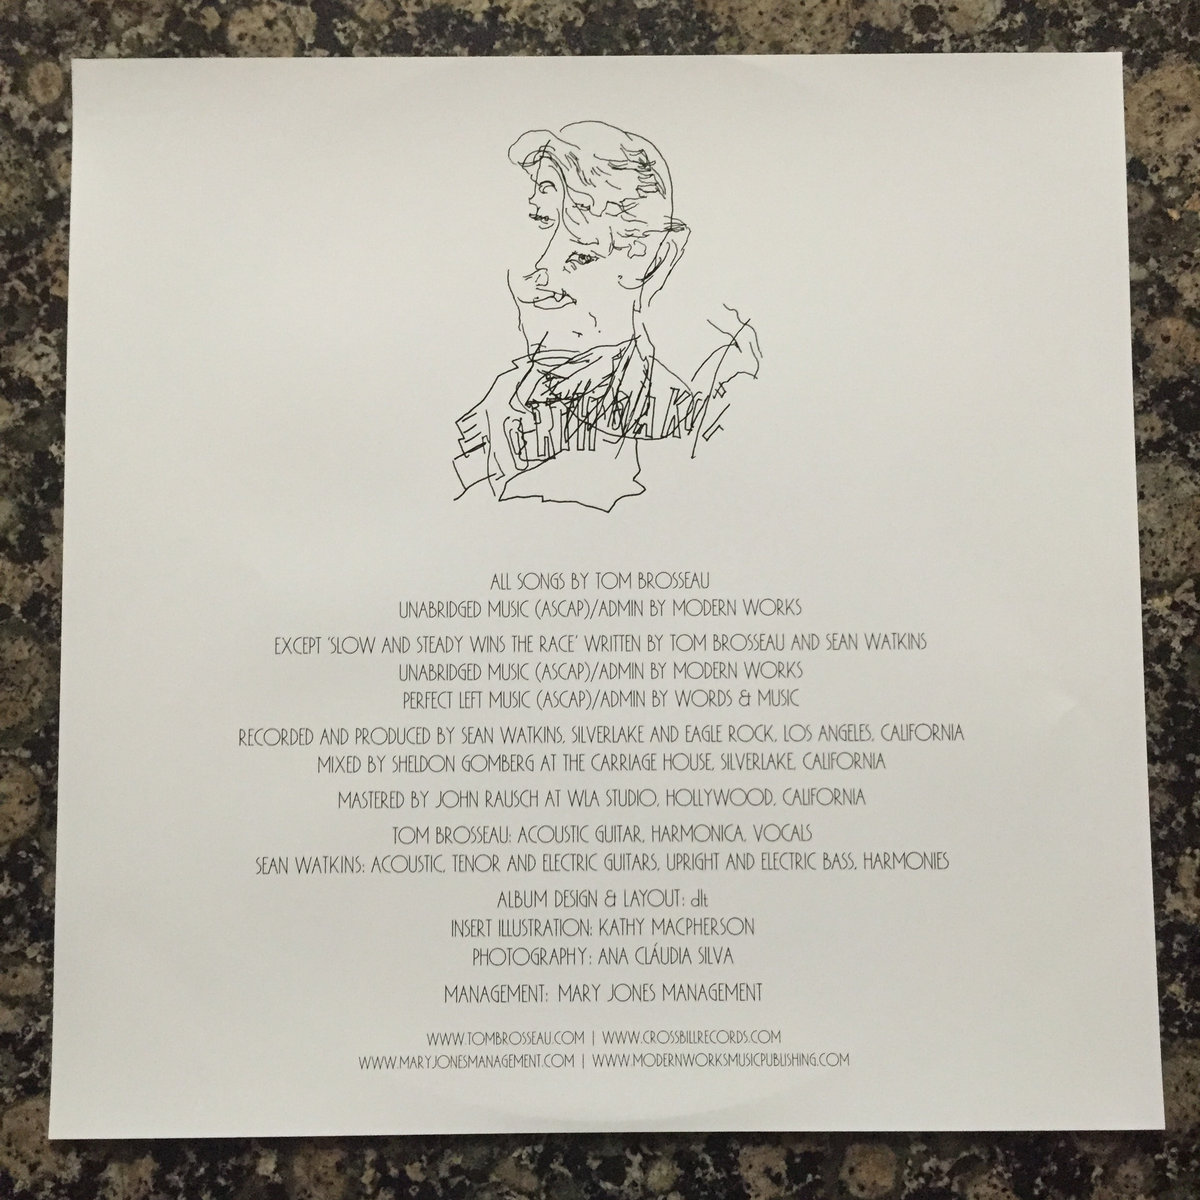 ALL SONGS BY TOM BROSSEAU
UNABRIDGED MUSIC (ASCAP)/ADMIN BY MODERN WORKS
EXCEPT 'SLOW AND STEADY WINS THE RACE' WRITTEN BY TOM BROSSEAU AND SEAN WATKINS
UNABRIDGED MUSIC (ASCAP)/ADMIN BY MODERN WORKS
PERFECT LEFT MUSIC (ASCAP)/ADMIN BY WORDS & MUSIC
RECORDED AND PRODUCED BY SEAN WATKINS, SILVERLAKE AND EAGLE ROCK, LOS ANGELES, CALIFORNIA
MIXED BY SHELDON GOMBERG AT THE CARRIAGE HOUSE, SILVERLAKE, CALIFORNIA
MASTERED BY JOHN RAUSCH AT WLA STUDIO, HOLLYWOOD, CALIFORNIA
TOM BROSSEAU: ACOUSTIC GUITAR, HARMONICA, VOCALS
SEAN WATKINS: ACOUSTIC, TENOR AND ELECTRIC GUITARS, UPRIGHT AND ELECTRIC BASS, HARMONIES
ALBUM DESIGN & LAYOUT: dlt
INSERT ILLUSTRATION: KATHY MACPHERSON
PHOTOGRAPHY: ANA CLÁUDIA SILVA
MANAGEMENT: MARY JONES MANAGEMENT
WWW.TOMBROSSEAU.COM | WWW.CROSSBILLRECORDS.COM
WWW.MARYJONESMANAGEMENT.COM | WWW.MODERNWORKSMUSICPUBLISHING.COM